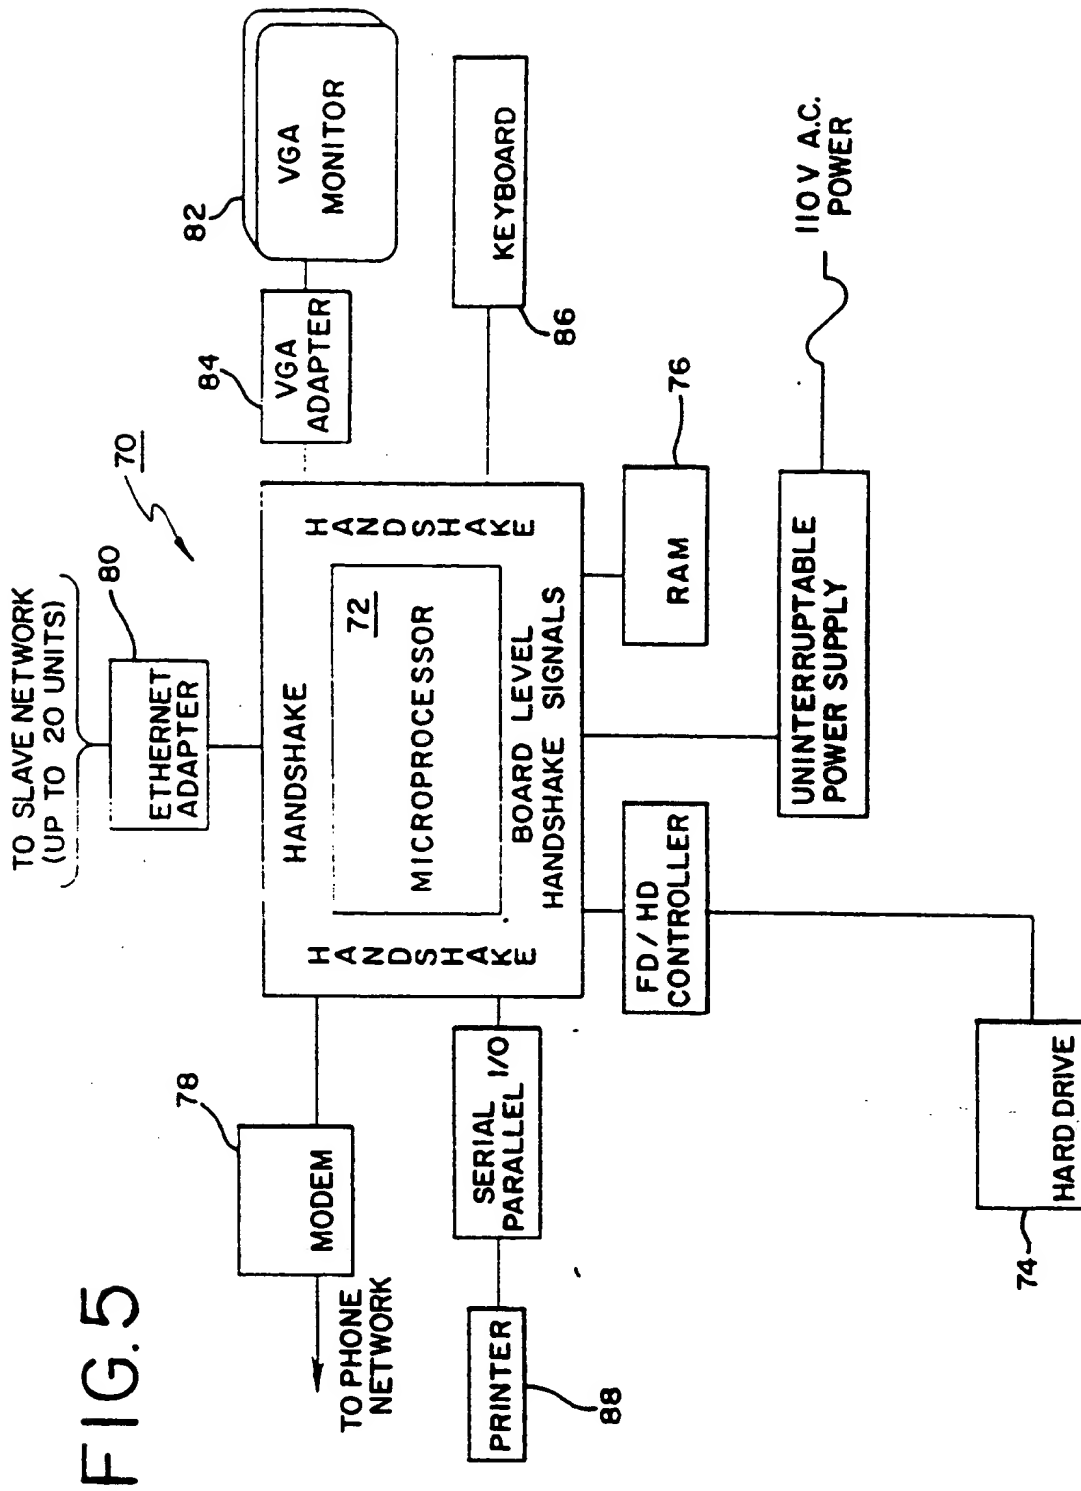 FIG.5
TO SLAVE NETWORK
(UP TO 20 UNITS)
80
70
ETHERNET
ADAPTER
78
MODEM
TO PHONE
NETWORK
HANDSHAKE
HANDSHAKE
72
MICROPROCESSOR
HANDSHAKE
BOARD LEVEL
HANDSHAKE SIGNALS
84
VGA
ADAPTER
82
VGA
MONITOR
KEYBOARD
86
SERIAL
PARALLEL I/O
PRINTER
88
FD/HD
CONTROLLER
RAM
76
UNINTERRUPTABLE
POWER SUPPLY
110V A.C.
POWER
HARD DRIVE
74